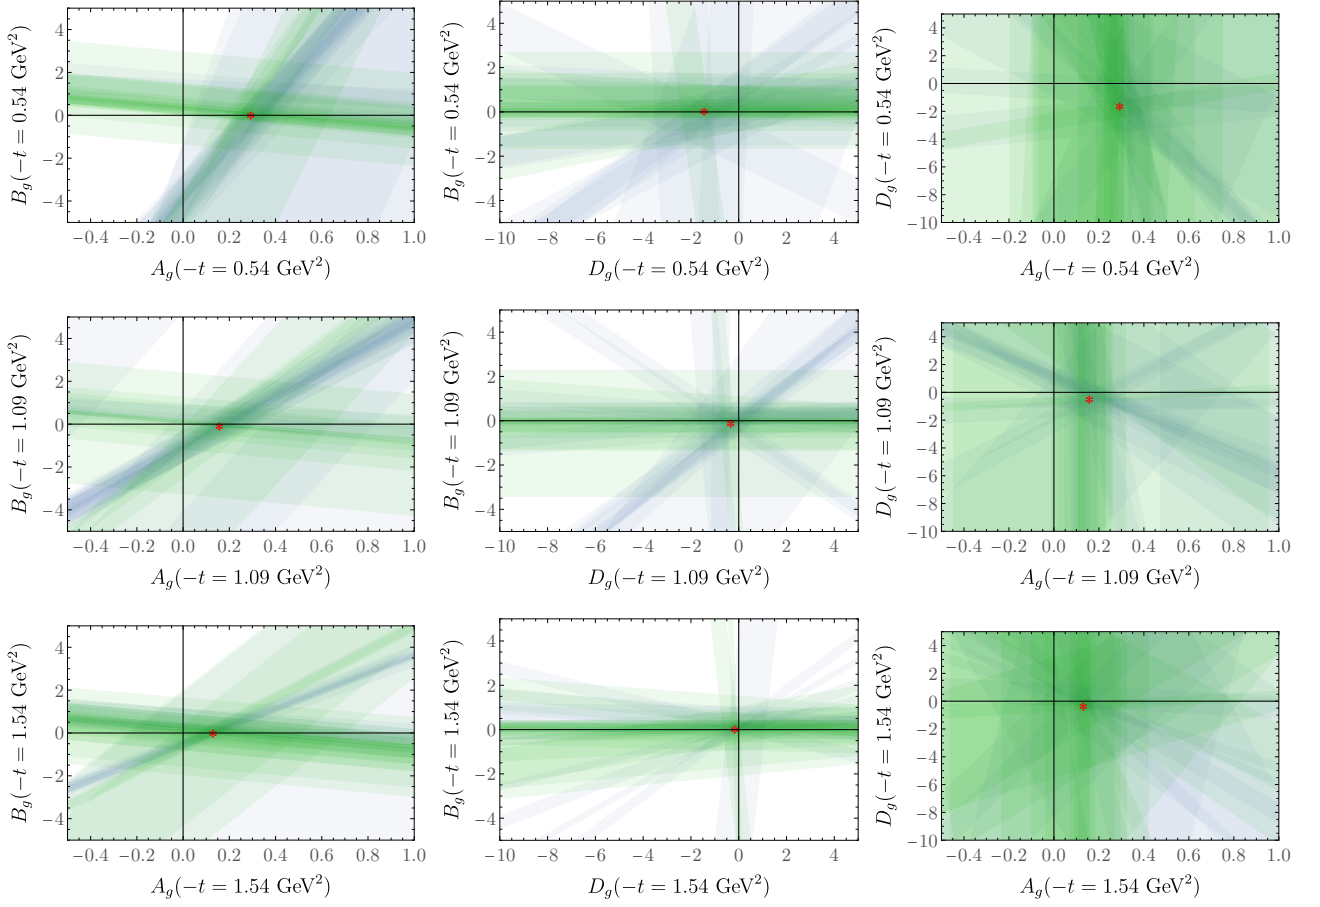 B_g(−t = 0.54 GeV²)
4
2
0
−2
−4
−0.4 −0.2 0.0 0.2 0.4 0.6 0.8 1.0
A_g(−t = 0.54 GeV²)
B_g(−t = 0.54 GeV²)
4
2
0
−2
−4
−10 −8 −6 −4 −2 0 2 4
D_g(−t = 0.54 GeV²)
D_g(−t = 0.54 GeV²)
4
2
0
−2
−4
−6
−8
−10
−0.4 −0.2 0.0 0.2 0.4 0.6 0.8 1.0
A_g(−t = 0.54 GeV²)
B_g(−t = 1.09 GeV²)
4
2
0
−2
−4
−0.4 −0.2 0.0 0.2 0.4 0.6 0.8 1.0
A_g(−t = 1.09 GeV²)
B_g(−t = 1.09 GeV²)
4
2
0
−2
−4
−10 −8 −6 −4 −2 0 2 4
D_g(−t = 1.09 GeV²)
D_g(−t = 1.09 GeV²)
4
2
0
−2
−4
−6
−8
−10
−0.4 −0.2 0.0 0.2 0.4 0.6 0.8 1.0
A_g(−t = 1.09 GeV²)
B_g(−t = 1.54 GeV²)
4
2
0
−2
−4
−0.4 −0.2 0.0 0.2 0.4 0.6 0.8 1.0
A_g(−t = 1.54 GeV²)
B_g(−t = 1.54 GeV²)
4
2
0
−2
−4
−10 −8 −6 −4 −2 0 2 4
D_g(−t = 1.54 GeV²)
D_g(−t = 1.54 GeV²)
4
2
0
−2
−4
−6
−8
−10
−0.4 −0.2 0.0 0.2 0.4 0.6 0.8 1.0
A_g(−t = 1.54 GeV²)